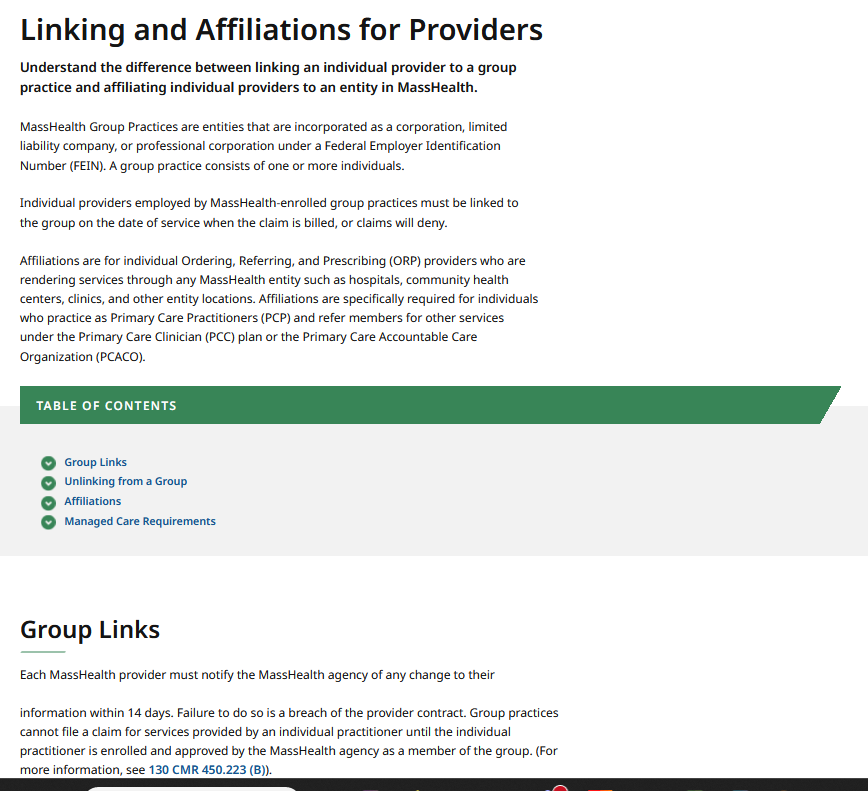 Linking and Affiliations for Providers
Understand the difference between linking an individual provider to a group
practice and affiliating individual providers to an entity in MassHealth.
MassHealth Group Practices are entities that are incorporated as a corporation, limited
liability company, or professional corporation under a Federal Employer Identification
Number (FEIN). A group practice consists of one or more individuals.
Individual providers employed by MassHealth-enrolled group practices must be linked to
the group on the date of service when the claim is billed, or claims will deny.
Affiliations are for individual Ordering, Referring, and Prescribing (ORP) providers who are
rendering services through any MassHealth entity such as hospitals, community health
centers, clinics, and other entity locations. Affiliations are specifically required for individuals
who practice as Primary Care Practitioners (PCP) and refer members for other services
under the Primary Care Clinician (PCC) plan or the Primary Care Accountable Care
Organization (PCACO).
TABLE OF CONTENTS
Group Links
Unlinking from a Group
Affiliations
Managed Care Requirements
Group Links
Each MassHealth provider must notify the MassHealth agency of any change to their
information within 14 days. Failure to do so is a breach of the provider contract. Group practices
cannot file a claim for services provided by an individual practitioner until the individual
practitioner is enrolled and approved by the MassHealth agency as a member of the group. (For
more information, see 130 CMR 450.223 (B)).